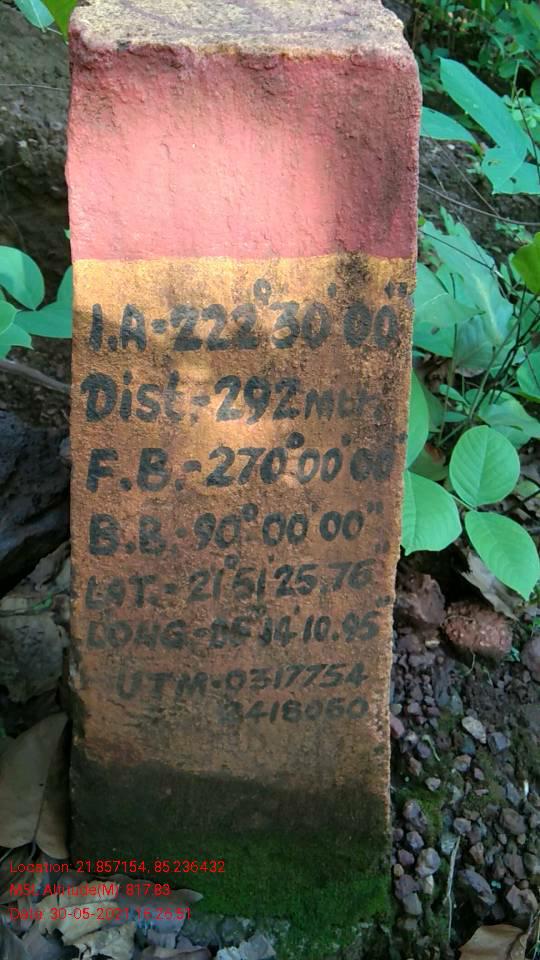 I.A-222°30'00"
Dist.-292Mtr.
F.B.-270°00'00"
B.B.-90°00'00"
LAT.-21°51'25.76"
LONG-85°14'10.95"
UTM-0317754
2418060
Location: 21.857154, 85.236432
MSL Altitude(M): 817.83
Date: 30-05-2021 16:26:51